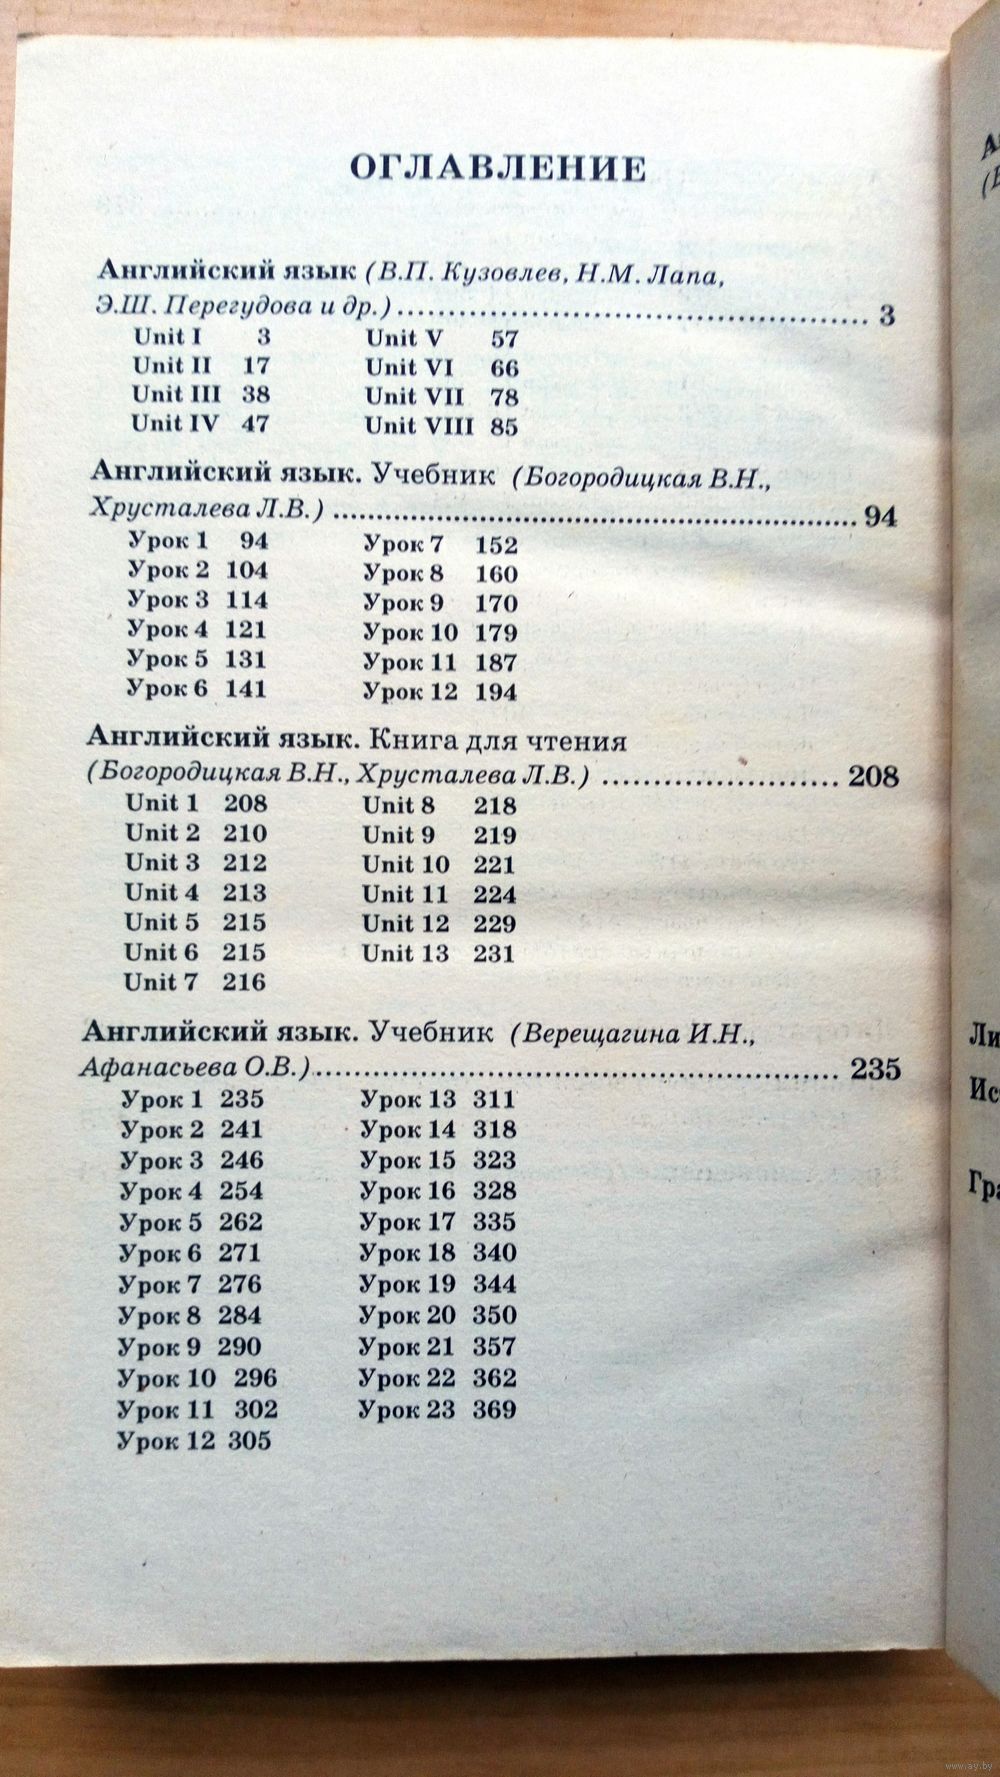 ОГЛАВЛЕНИЕ
Английский язык (В.П. Кузовлев, Н.М. Лапа,
Э.Ш. Перегудова и др.)........................................................ 3
Unit I 3 Unit V 57
Unit II 17 Unit VI 66
Unit III 38 Unit VII 78
Unit IV 47 Unit VIII 85
Английский язык. Учебник (Богородицкая В.Н.,
Хрусталева Л.В.) ................................................................ 94
Урок 1 94 Урок 7 152
Урок 2 104 Урок 8 160
Урок 3 114 Урок 9 170
Урок 4 121 Урок 10 179
Урок 5 131 Урок 11 187
Урок 6 141 Урок 12 194
Английский язык. Книга для чтения
(Богородицкая В.Н., Хрусталева Л.В.) ........................ 208
Unit 1 208 Unit 8 218
Unit 2 210 Unit 9 219
Unit 3 212 Unit 10 221
Unit 4 213 Unit 11 224
Unit 5 215 Unit 12 229
Unit 6 215 Unit 13 231
Unit 7 216
Английский язык. Учебник (Верещагина И.Н.,
Афанасьева О.В.)............................................................ 235
Урок 1 235 Урок 13 311
Урок 2 241 Урок 14 318
Урок 3 246 Урок 15 323
Урок 4 254 Урок 16 328
Урок 5 262 Урок 17 335
Урок 6 271 Урок 18 340
Урок 7 276 Урок 19 344
Урок 8 284 Урок 20 350
Урок 9 290 Урок 21 357
Урок 10 296 Урок 22 362
Урок 11 302 Урок 23 369
Урок 12 305
www.ay.by